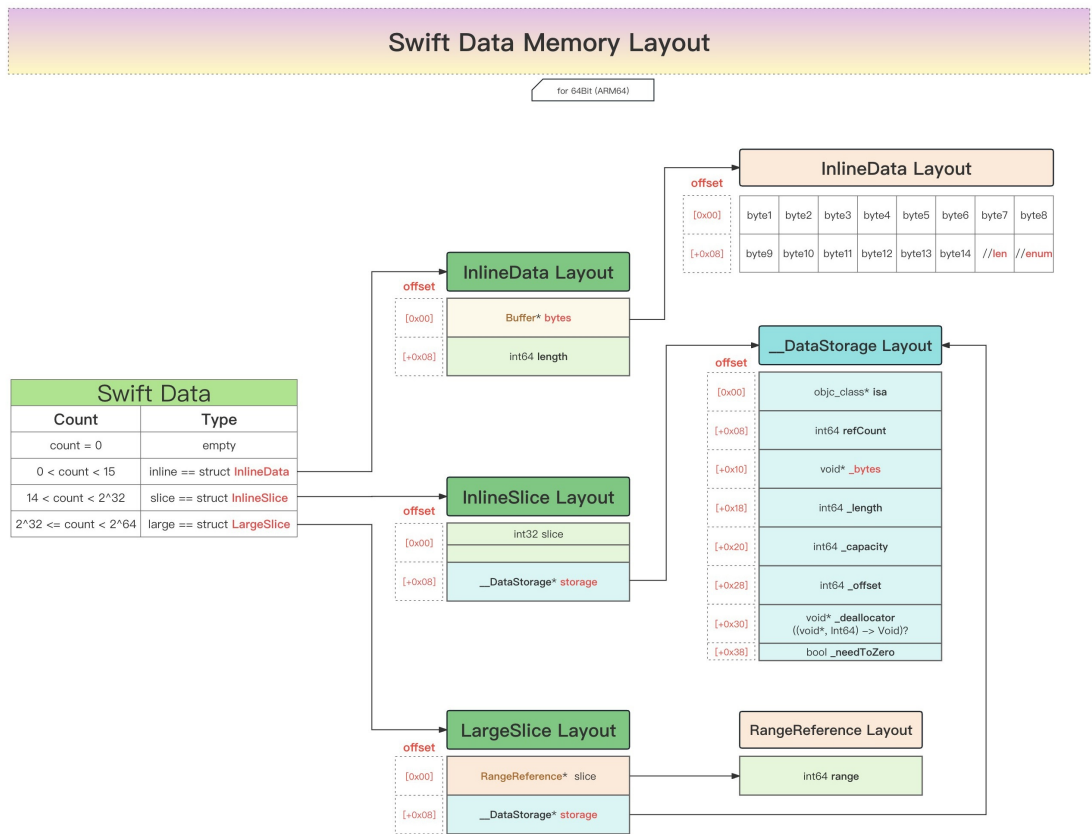 Swift Data Memory Layout
for 64Bit (ARM64)
InlineData Layout
offset
[0x00] byte1 byte2 byte3 byte4 byte5 byte6 byte7 byte8
[+0x08] byte9 byte10 byte11 byte12 byte13 byte14 //len //enum
InlineData Layout
offset
[0x00] Buffer* bytes
[+0x08] int64 length
Swift Data
Count Type
count = 0 empty
0 < count < 15 inline == struct InlineData
14 < count < 2^32 slice == struct InlineSlice
2^32 <= count < 2^64 large == struct LargeSlice
__DataStorage Layout
offset
[0x00] objc_class* isa
[+0x08] int64 refCount
[+0x10] void* _bytes
[+0x18] int64 _length
[+0x20] int64 _capacity
[+0x28] int64 _offset
[+0x30] void* _deallocator
((void*, Int64) -> Void)?
[+0x38] bool _needToZero
InlineSlice Layout
offset
[0x00] int32 slice
[+0x08] __DataStorage* storage
LargeSlice Layout
offset
[0x00] RangeReference* slice
[+0x08] __DataStorage* storage
RangeReference Layout
int64 range